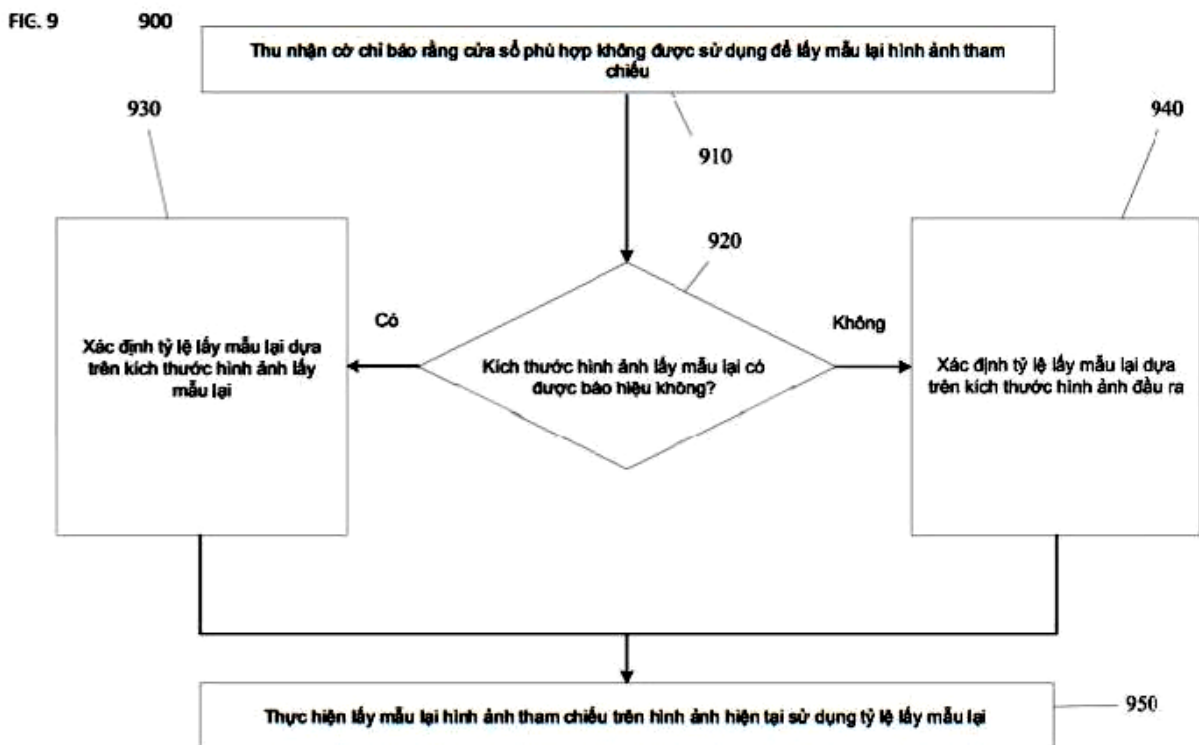 FIG. 9
900
Thu nhận cờ chỉ báo rằng cửa sổ phù hợp không được sử dụng để lấy mẫu lại hình ảnh tham
chiếu
930
940
910
920
Có
Không
Xác định tỷ lệ lấy mẫu lại dựa
trên kích thước hình ảnh lấy
mẫu lại
Kích thước hình ảnh lấy mẫu lại có
được báo hiệu không?
Xác định tỷ lệ lấy mẫu lại dựa
trên kích thước hình ảnh đầu ra
Thực hiện lấy mẫu lại hình ảnh tham chiếu trên hình ảnh hiện tại sử dụng tỷ lệ lấy mẫu lại
950